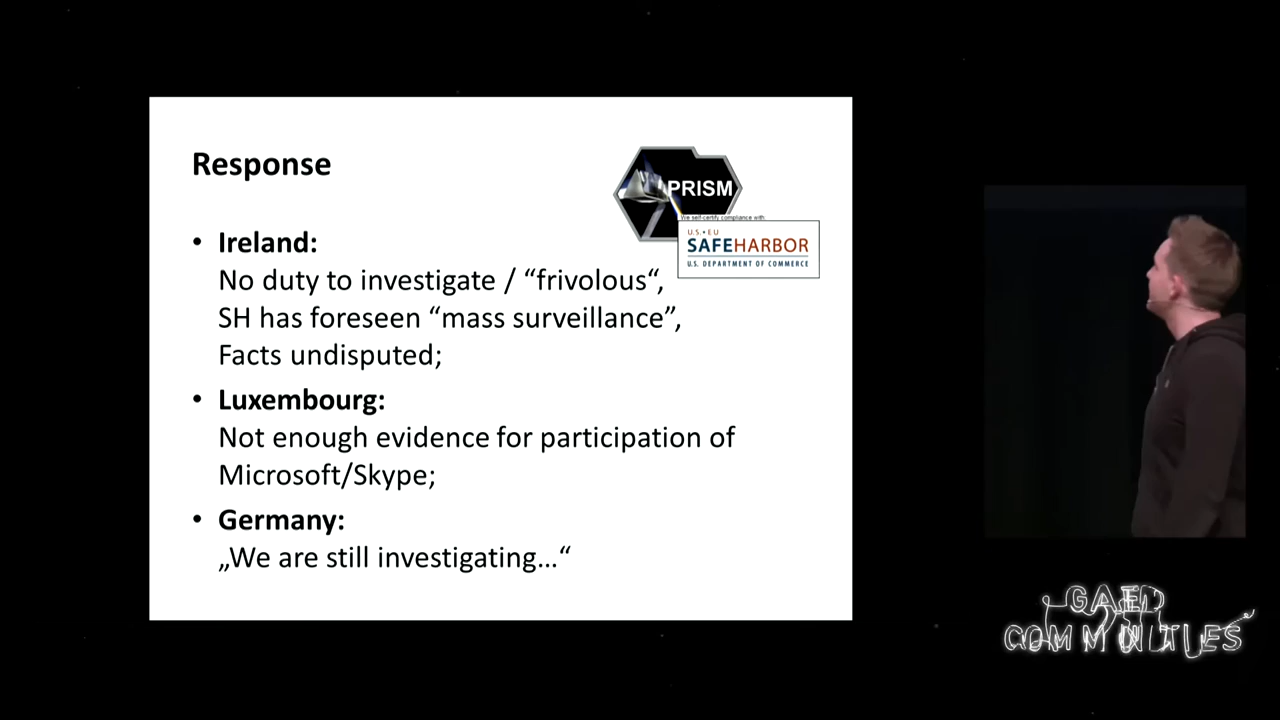 Response
PRISM
We self-certify compliance with:
U.S.•EU
SAFEHARBOR
U.S. DEPARTMENT OF COMMERCE
• Ireland:
No duty to investigate / “frivolous“,
SH has foreseen “mass surveillance”,
Facts undisputed;
• Luxembourg:
Not enough evidence for participation of
Microsoft/Skype;
• Germany:
„We are still investigating...“
GATED
COMMUNITIES